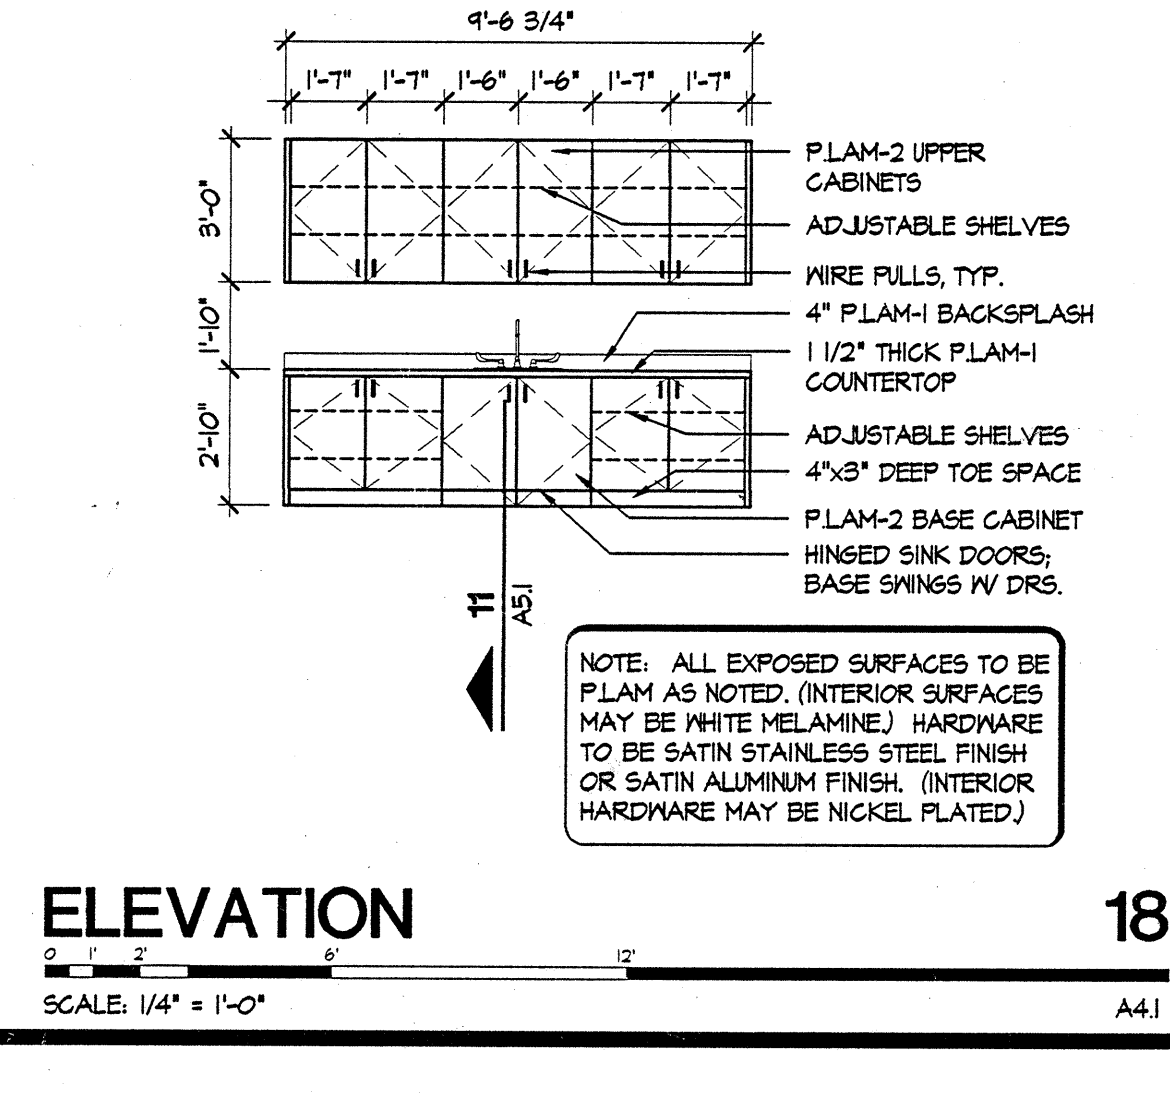 9'-6 3/4"
1'-7" 1'-7" 1'-6" 1'-6" 1'-7" 1'-7"
3'-0"
1'-10"
2'-10"
P.LAM-2 UPPER
CABINETS
ADJUSTABLE SHELVES
WIRE PULLS, TYP.
4" P.LAM-1 BACKSPLASH
1 1/2" THICK P.LAM-1
COUNTERTOP
ADJUSTABLE SHELVES
4"x3" DEEP TOE SPACE
P.LAM-2 BASE CABINET
HINGED SINK DOORS;
BASE SWINGS W/ DRS.
11
A5.1
NOTE: ALL EXPOSED SURFACES TO BE
P.LAM AS NOTED. (INTERIOR SURFACES
MAY BE WHITE MELAMINE.) HARDWARE
TO BE SATIN STAINLESS STEEL FINISH
OR SATIN ALUMINUM FINISH. (INTERIOR
HARDWARE MAY BE NICKEL PLATED.)
ELEVATION 18
0 1' 2' 6' 12'
SCALE: 1/4" = 1'-0" A4.1